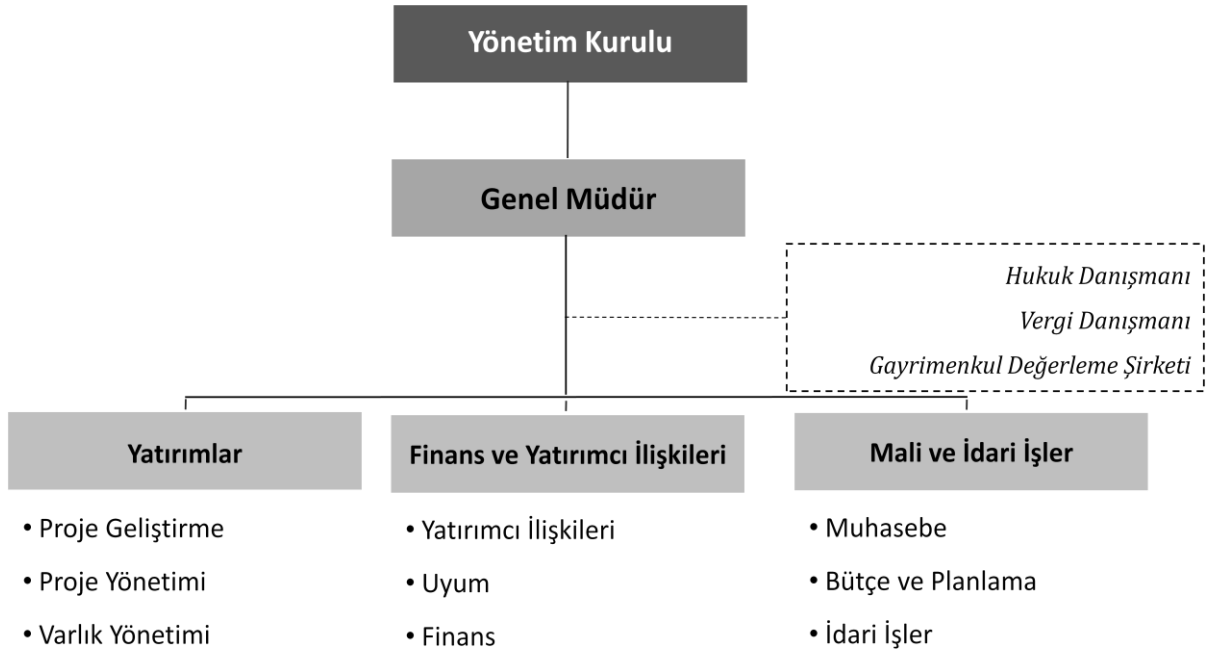 Yönetim Kurulu
Genel Müdür
Hukuk Danışmanı
Vergi Danışmanı
Gayrimenkul Değerleme Şirketi
Yatırımlar
• Proje Geliştirme
• Proje Yönetimi
• Varlık Yönetimi
Finans ve Yatırımcı İlişkileri
• Yatırımcı İlişkileri
• Uyum
• Finans
Mali ve İdari İşler
• Muhasebe
• Bütçe ve Planlama
• İdari İşler